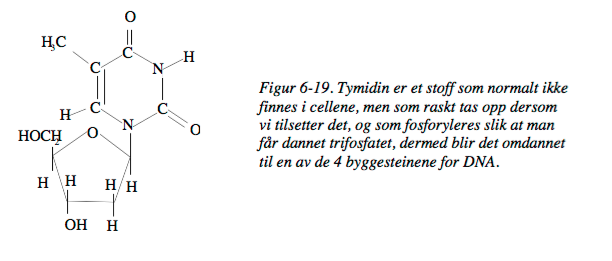 O
H₃C
C
H
C
N
H
C
C
HOCH₂
O
N
O
H H H H
OH H
Figur 6-19. Tymidin er et stoff som normalt ikke
finnes i cellene, men som raskt tas opp dersom
vi tilsetter det, og som fosforyleres slik at man
får dannet trifosfatet, dermed blir det omdannet
til en av de 4 byggesteinene for DNA.